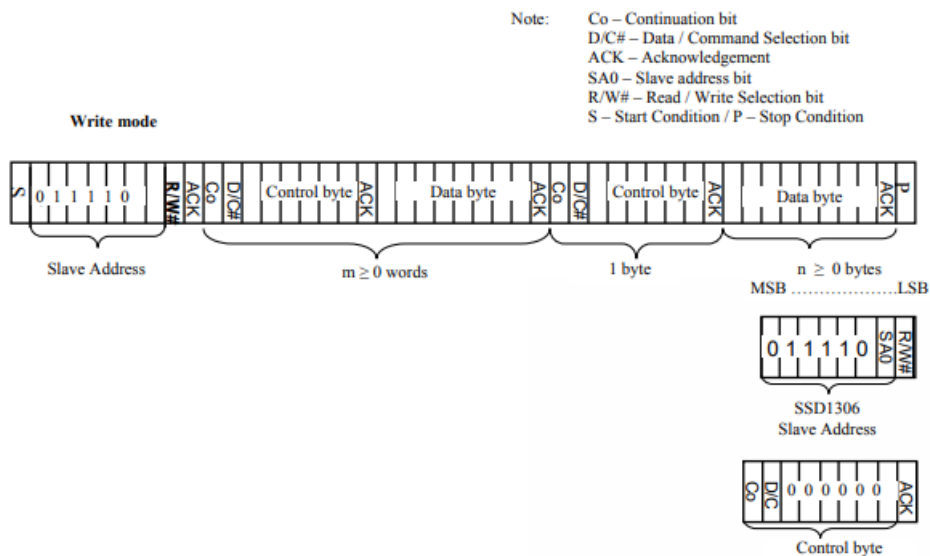 Note: Co – Continuation bit
D/C# – Data / Command Selection bit
ACK – Acknowledgement
SA0 – Slave address bit
R/W# – Read / Write Selection bit
S – Start Condition / P – Stop Condition
Write mode
S 0 1 1 1 1 0 R/W# ACK Co D/C# Control byte ACK Data byte ACK Co D/C# Control byte ACK Data byte ACK P
Slave Address m ≥ 0 words 1 byte n ≥ 0 bytes
MSB ......................LSB
0 1 1 1 1 0 SA0 R/W#
SSD1306
Slave Address
Co D/C 0 0 0 0 0 0 ACK
Control byte